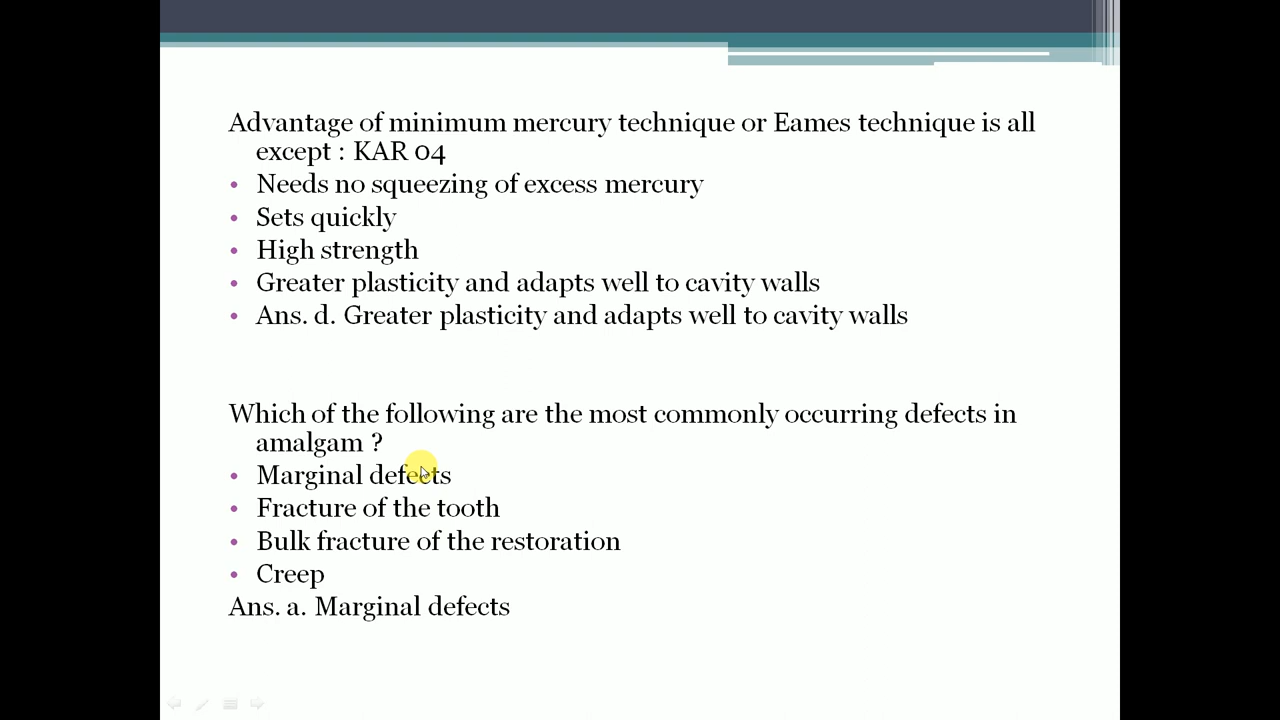 Advantage of minimum mercury technique or Eames technique is all
except : KAR 04
• Needs no squeezing of excess mercury
• Sets quickly
• High strength
• Greater plasticity and adapts well to cavity walls
• Ans. d. Greater plasticity and adapts well to cavity walls
Which of the following are the most commonly occurring defects in
amalgam ?
• Marginal defects
• Fracture of the tooth
• Bulk fracture of the restoration
• Creep
Ans. a. Marginal defects